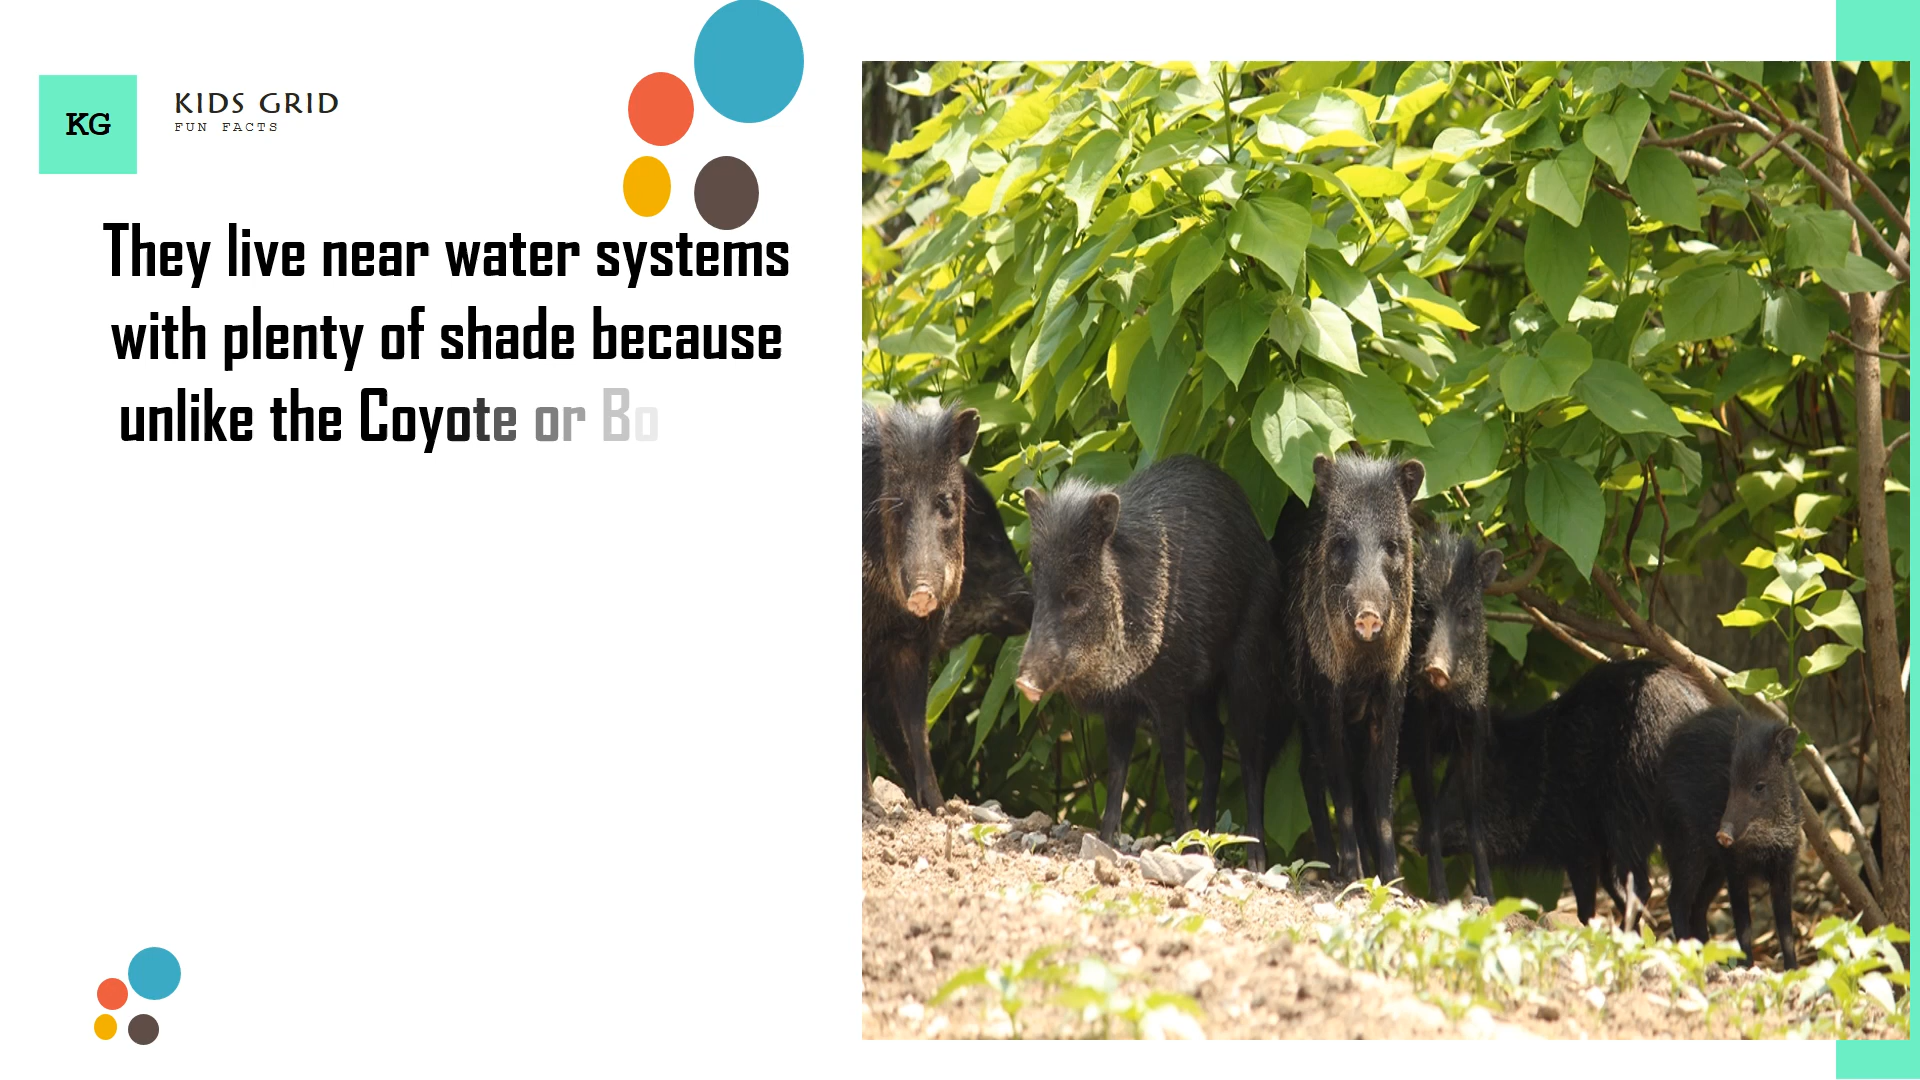 KG
KIDS GRID
FUN FACTS
They live near water systems
with plenty of shade because
unlike the Coyote or Bo